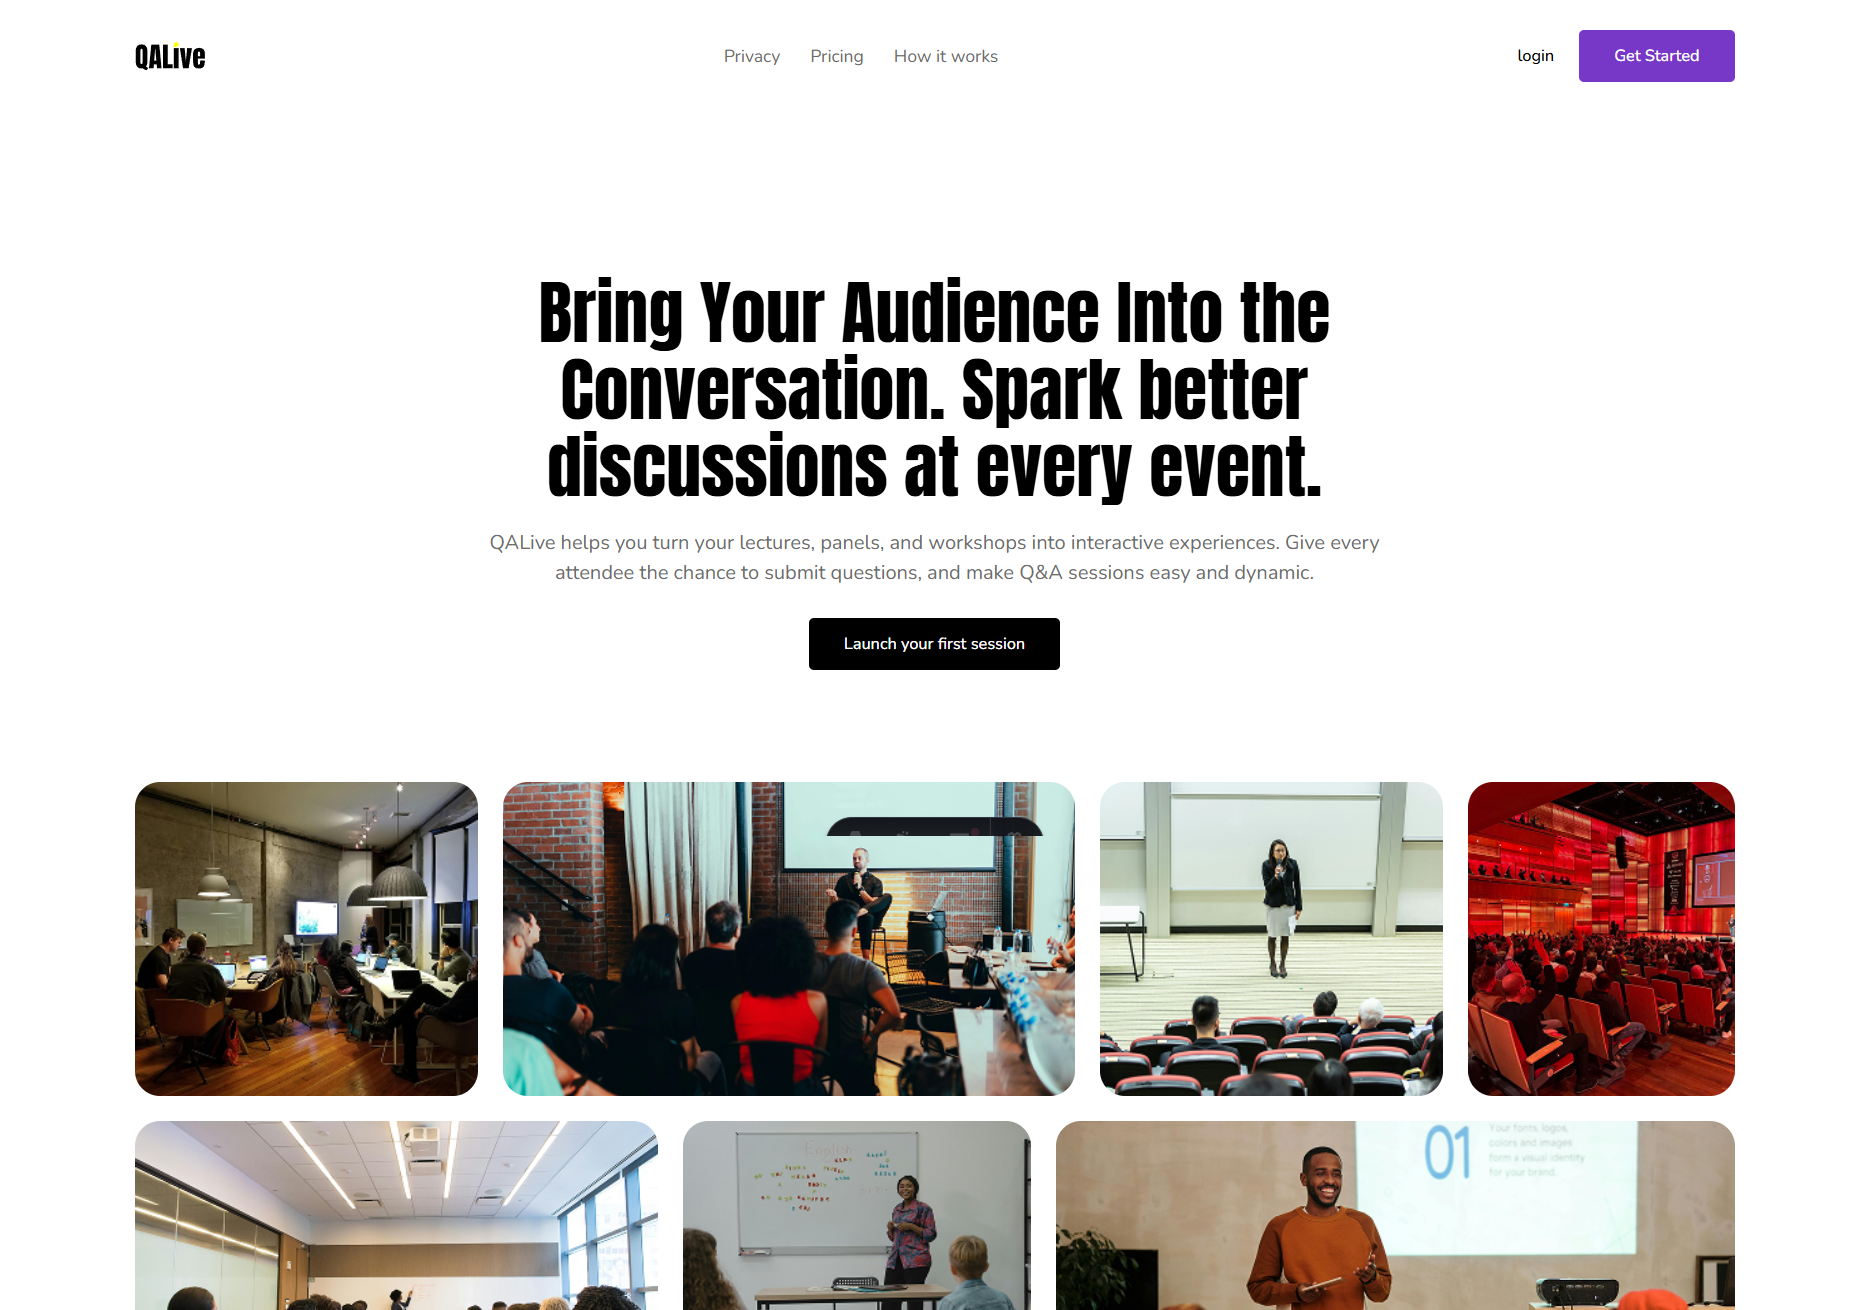 QALive
Privacy
Pricing
How it works
login
Get Started
Bring Your Audience Into the
Conversation. Spark better
discussions at every event.
QALive helps you turn your lectures, panels, and workshops into interactive experiences. Give every
attendee the chance to submit questions, and make Q&A sessions easy and dynamic.
Launch your first session
English
01
Your fonts, logos,
colors and images
form a visual identity
for your brand.